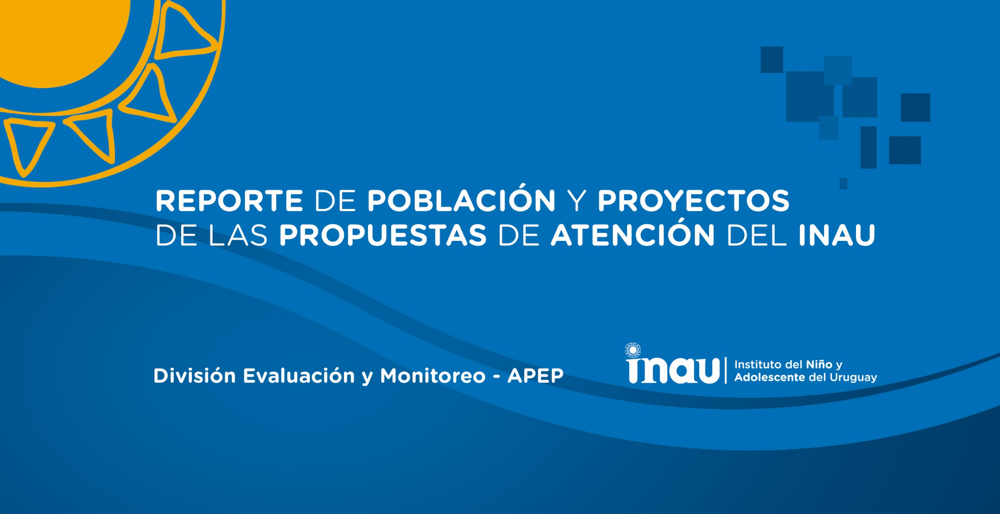 REPORTE DE POBLACIÓN Y PROYECTOS
DE LAS PROPUESTAS DE ATENCIÓN DEL INAU
División Evaluación y Monitoreo - APEP
inau
Instituto del Niño y
Adolescente del Uruguay